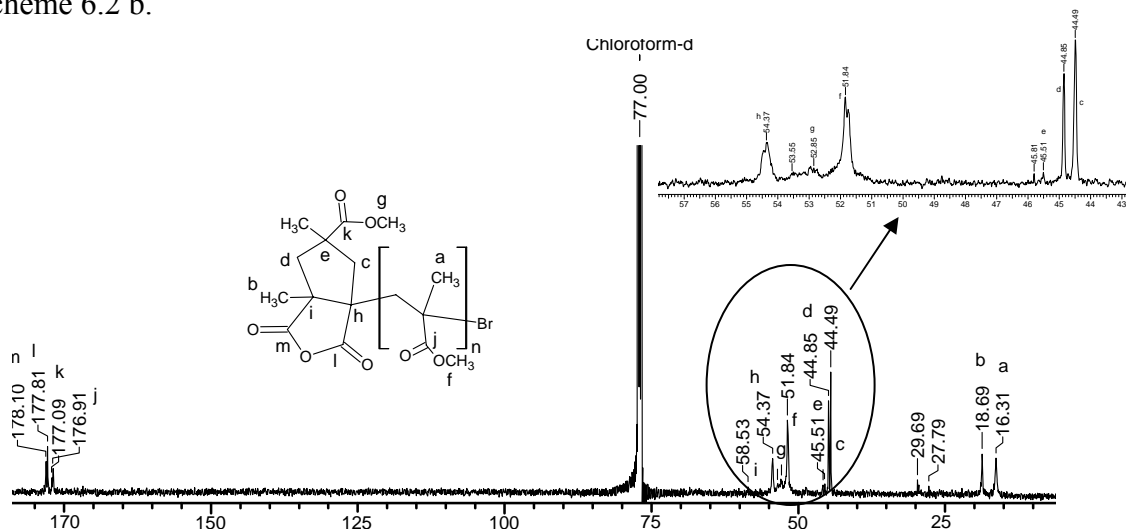 cheme 6.2 b.
Chloroform-d
77.00
h
54.37
53.55
g
52.85
f
51.84
45.81
e
45.51
d
44.85
44.49
c
57 56 55 54 53 52 51 50 49 48 47 46 45 44 43
O
g
OCH3
H3C
k
d
e
c
a
CH3
b
H3C
i
h
Br
j
n
O
m
O
l
O
O
OCH3
f
n
178.10
l
177.81
k
177.09
j
176.91
58.53
i
h
54.37
g
51.84
f
e
45.51
d
44.85
44.49
c
29.69
27.79
b
18.69
a
16.31
170 150 125 100 75 50 25